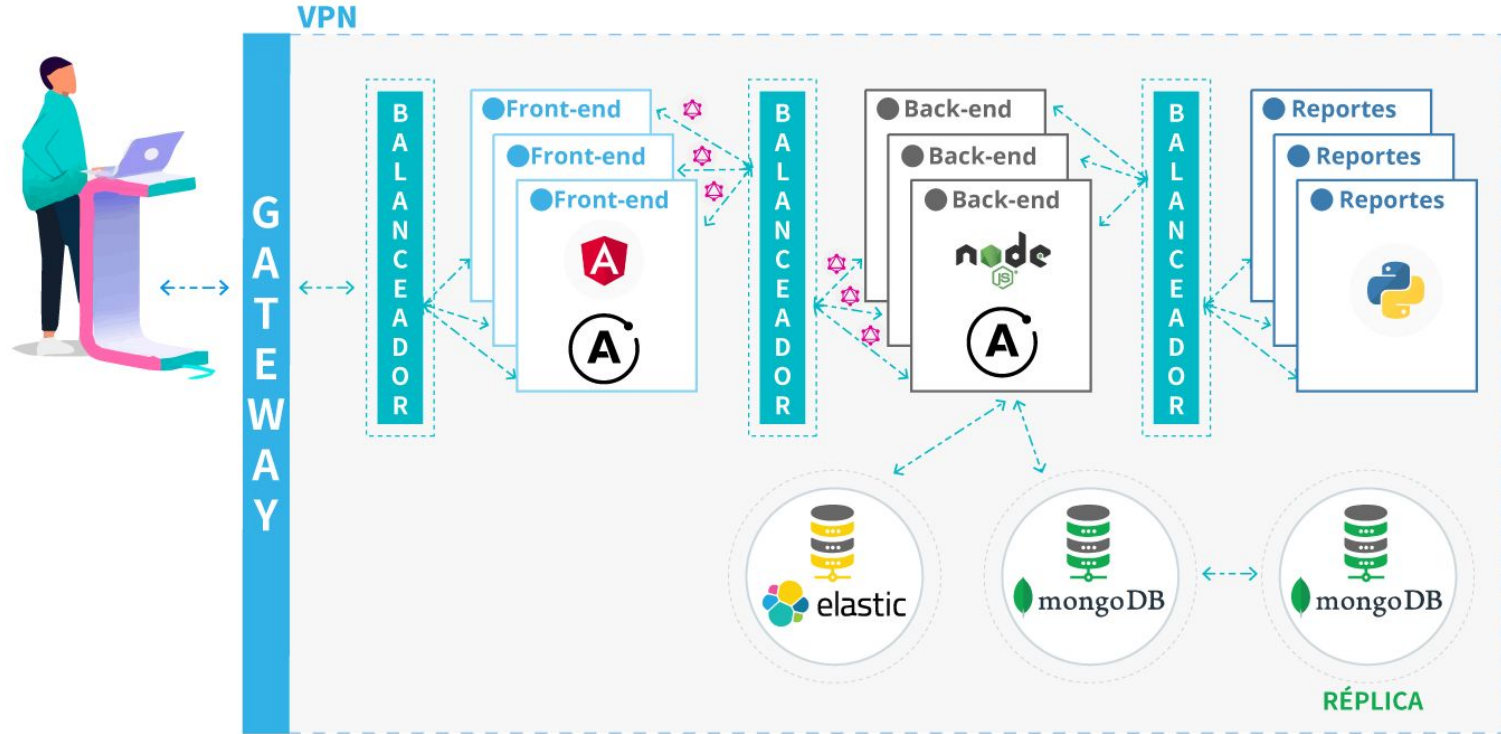 VPN
GATEWAY
BALANCEADOR
Front-end
Front-end
Front-end
A
A
BALANCEADOR
Back-end
Back-end
Back-end
node
JS
A
BALANCEADOR
Reportes
Reportes
Reportes
elastic
mongoDB
mongoDB
RÉPLICA